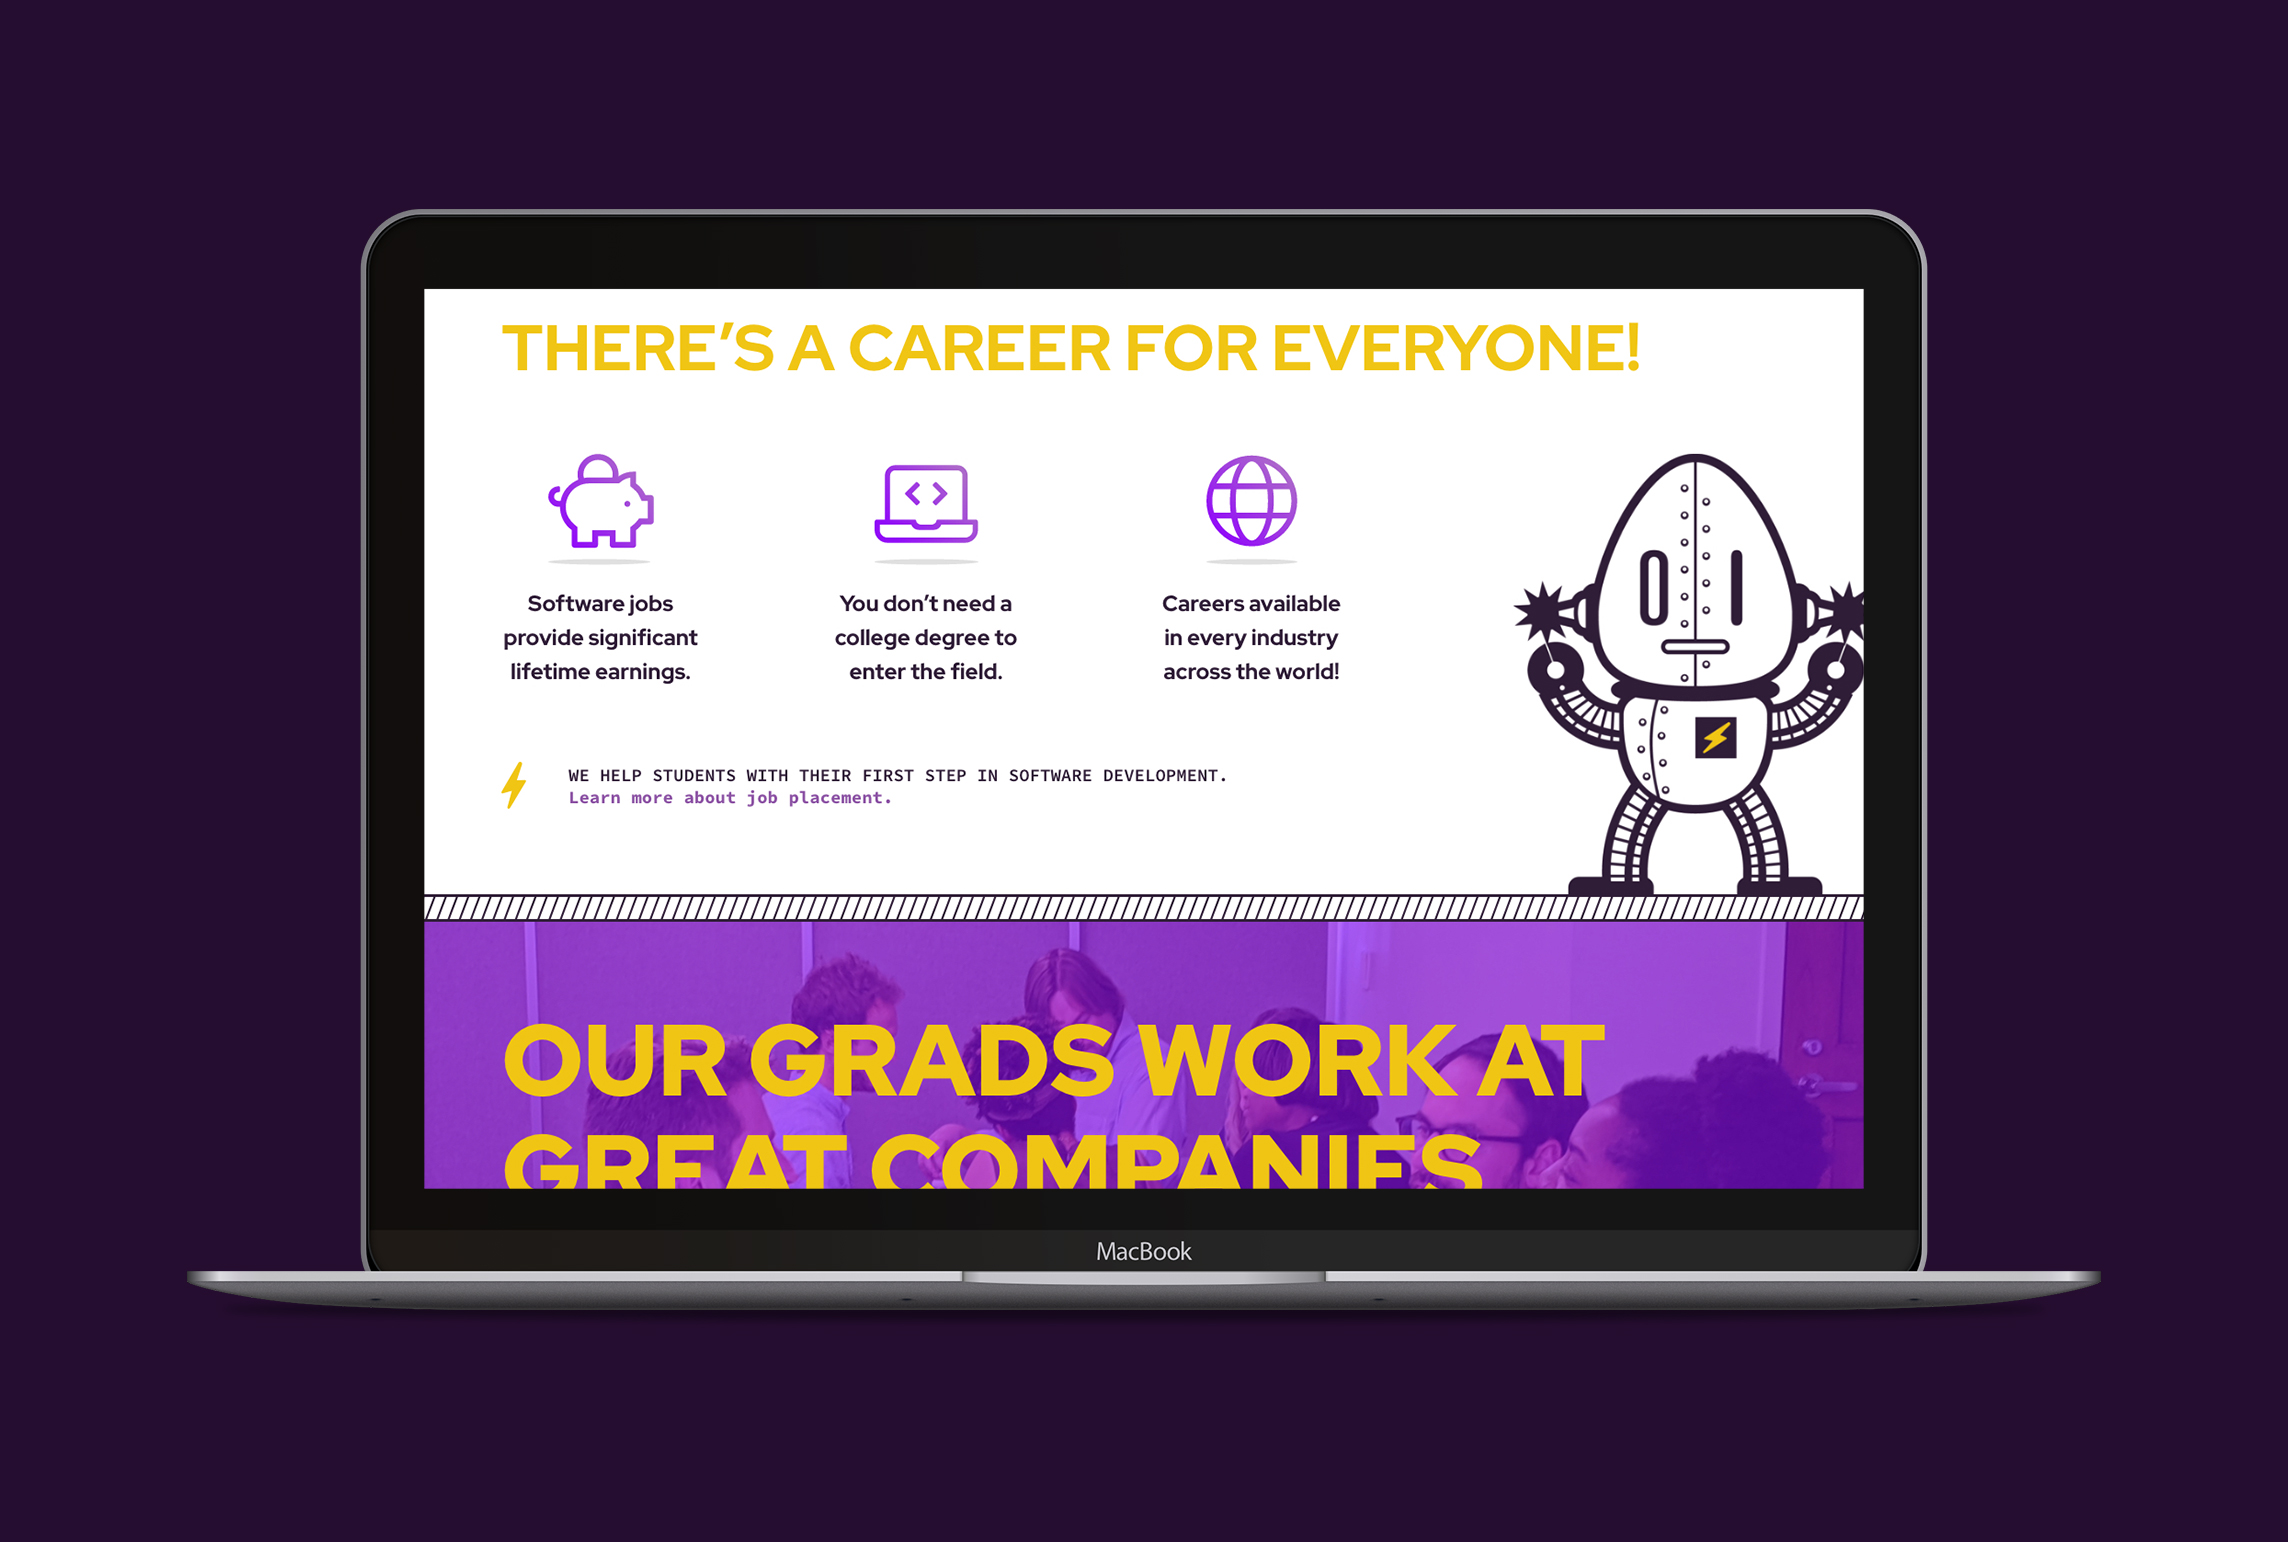 THERE’S A CAREER FOR EVERYONE!
Software jobs
provide significant
lifetime earnings.
You don’t need a
college degree to
enter the field.
Careers available
in every industry
across the world!
WE HELP STUDENTS WITH THEIR FIRST STEP IN SOFTWARE DEVELOPMENT.
Learn more about job placement.
OUR GRADS WORK AT
GREAT COMPANIES
MacBook